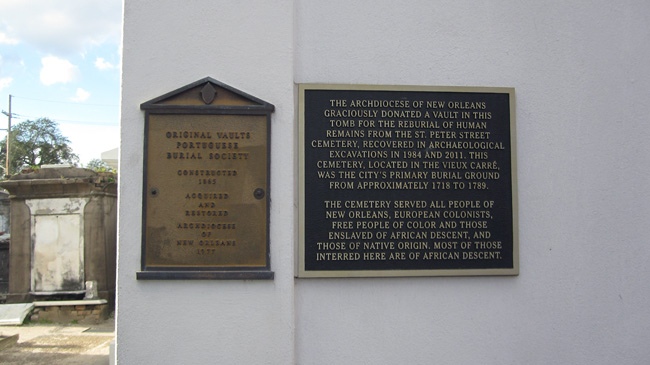 ORIGINAL VAULTS
PORTUGUESE
BURIAL SOCIETY
CONSTRUCTED
ACQUIRED
AND
RESTORED
ARCHDIOCESE
OF
NEW ORLEANS
THE ARCHDIOCESE OF NEW ORLEANS
GRACIOUSLY DONATED A VAULT IN THIS
TOMB FOR THE REBURIAL OF HUMAN
REMAINS FROM THE ST. PETER STREET
CEMETERY, RECOVERED IN ARCHAEOLOGICAL
EXCAVATIONS IN 1984 AND 2011. THIS
CEMETERY, LOCATED IN THE VIEUX CARRÉ,
WAS THE CITY'S PRIMARY BURIAL GROUND
FROM APPROXIMATELY 1718 TO 1789.
THE CEMETERY SERVED ALL PEOPLE OF
NEW ORLEANS, EUROPEAN COLONISTS,
FREE PEOPLE OF COLOR AND THOSE
ENSLAVED OF AFRICAN DESCENT, AND
THOSE OF NATIVE ORIGIN. MOST OF THOSE
INTERRED HERE ARE OF AFRICAN DESCENT.